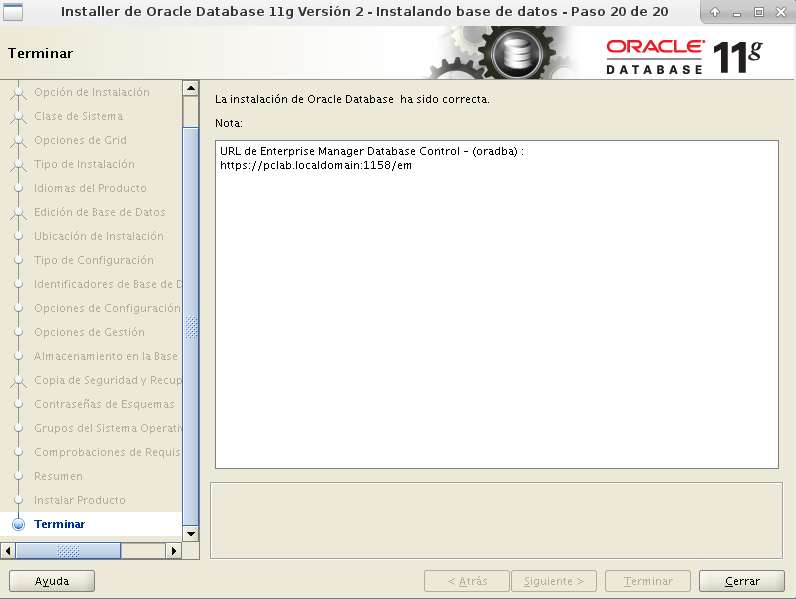 Installer de Oracle Database 11g Versión 2 - Instalando base de datos - Paso 20 de 20
Terminar
ORACLE
DATABASE 11g
Opción de Instalación
Clase de Sistema
Opciones de Grid
Tipo de Instalación
Idiomas del Producto
Edición de Base de Datos
Ubicación de Instalación
Tipo de Configuración
Identificadores de Base de D
Opciones de Configuración
Opciones de Gestión
Almacenamiento en la Base
Copia de Seguridad y Recup
Contraseñas de Esquemas
Grupos del Sistema Operativ
Comprobaciones de Requis
Resumen
Instalar Producto
Terminar
La instalación de Oracle Database ha sido correcta.
Nota:
URL de Enterprise Manager Database Control - (oradba) :
https://pclab.localdomain:1158/em
Ayuda
< Atrás
Siguiente >
Terminar
Cerrar